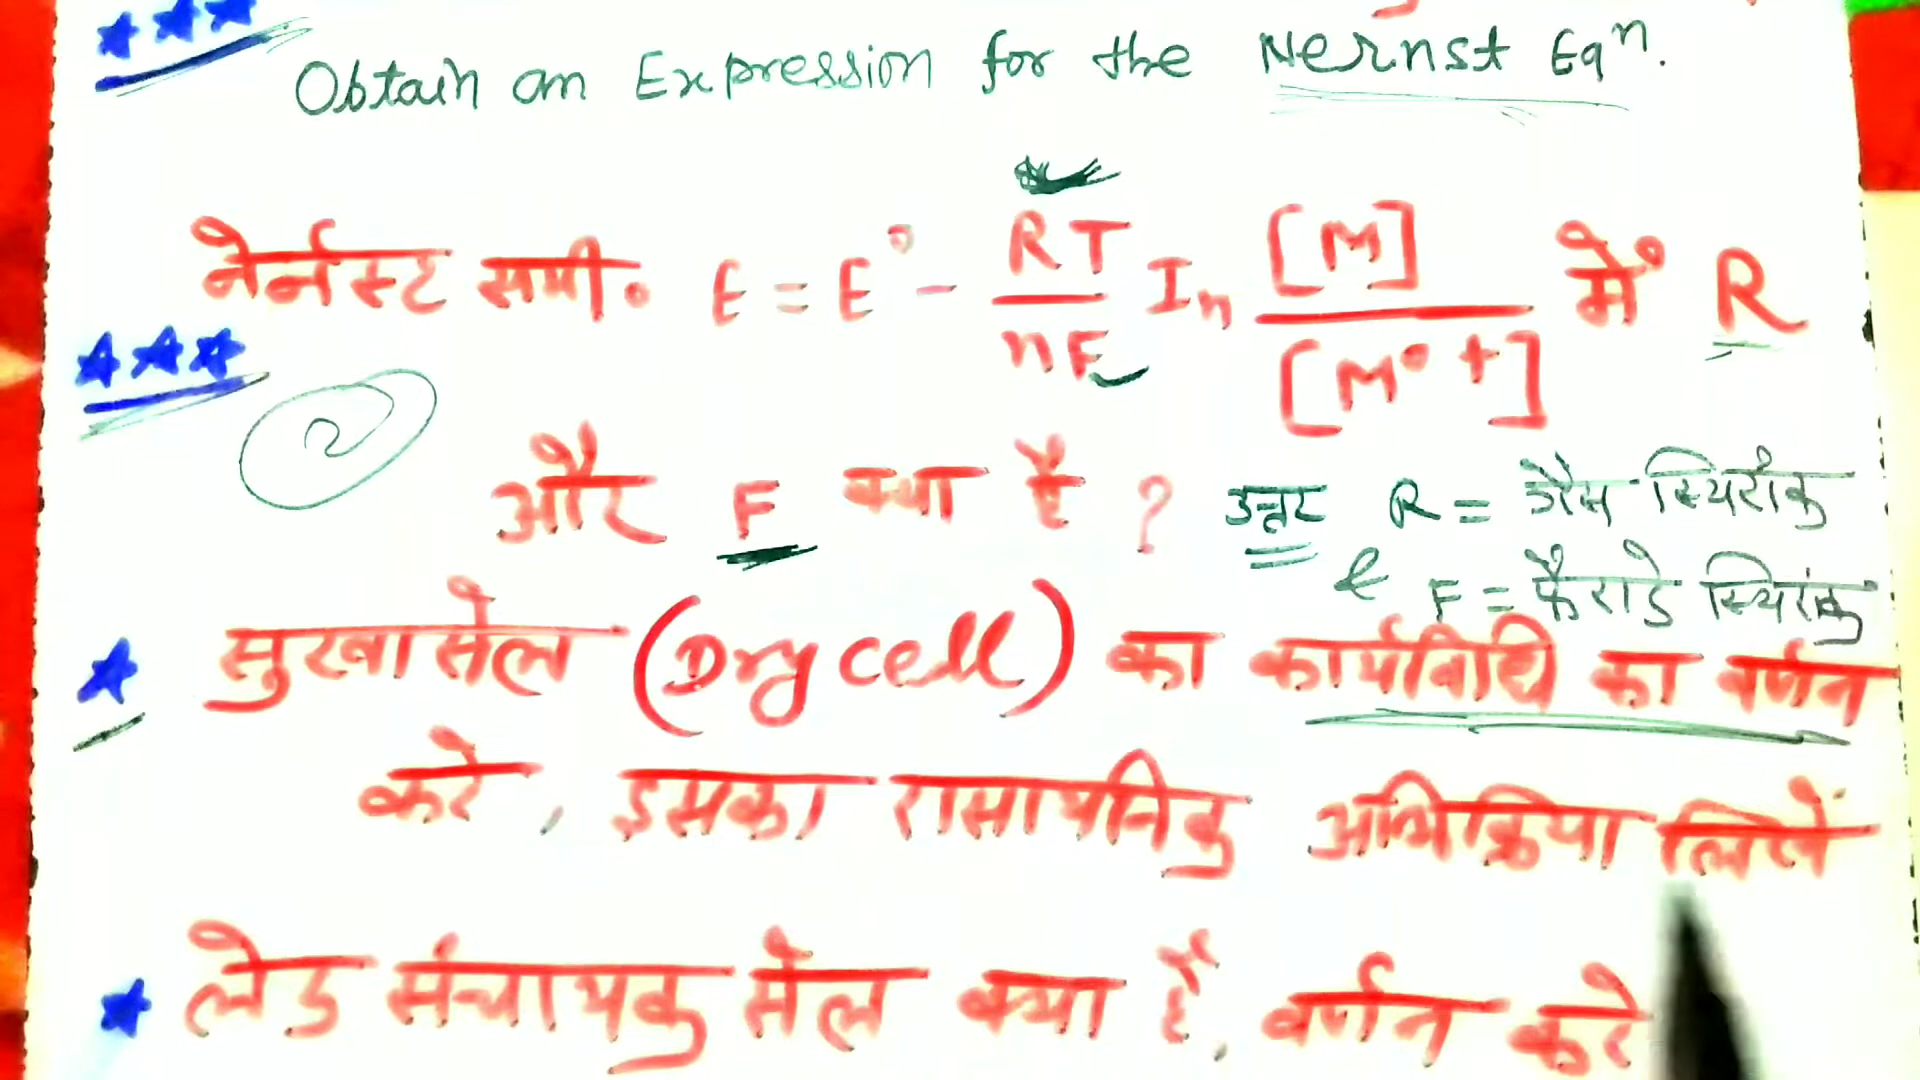 Obtain an Expression for the Nernst Eqn.
नेर्नस्ट समी० E = E° - RT/nF In [M]/[M°+] में R
और F क्या है ? उत्तर R = गैस स्थिरांक
& F = फैराडे स्थिरांक
सुखा सेल (Dry cell) का कार्यविधि का वर्णन
करे, इसका रासायनिक अभिक्रिया लिखें
लेड संचायक सेल क्या है, वर्णन करे